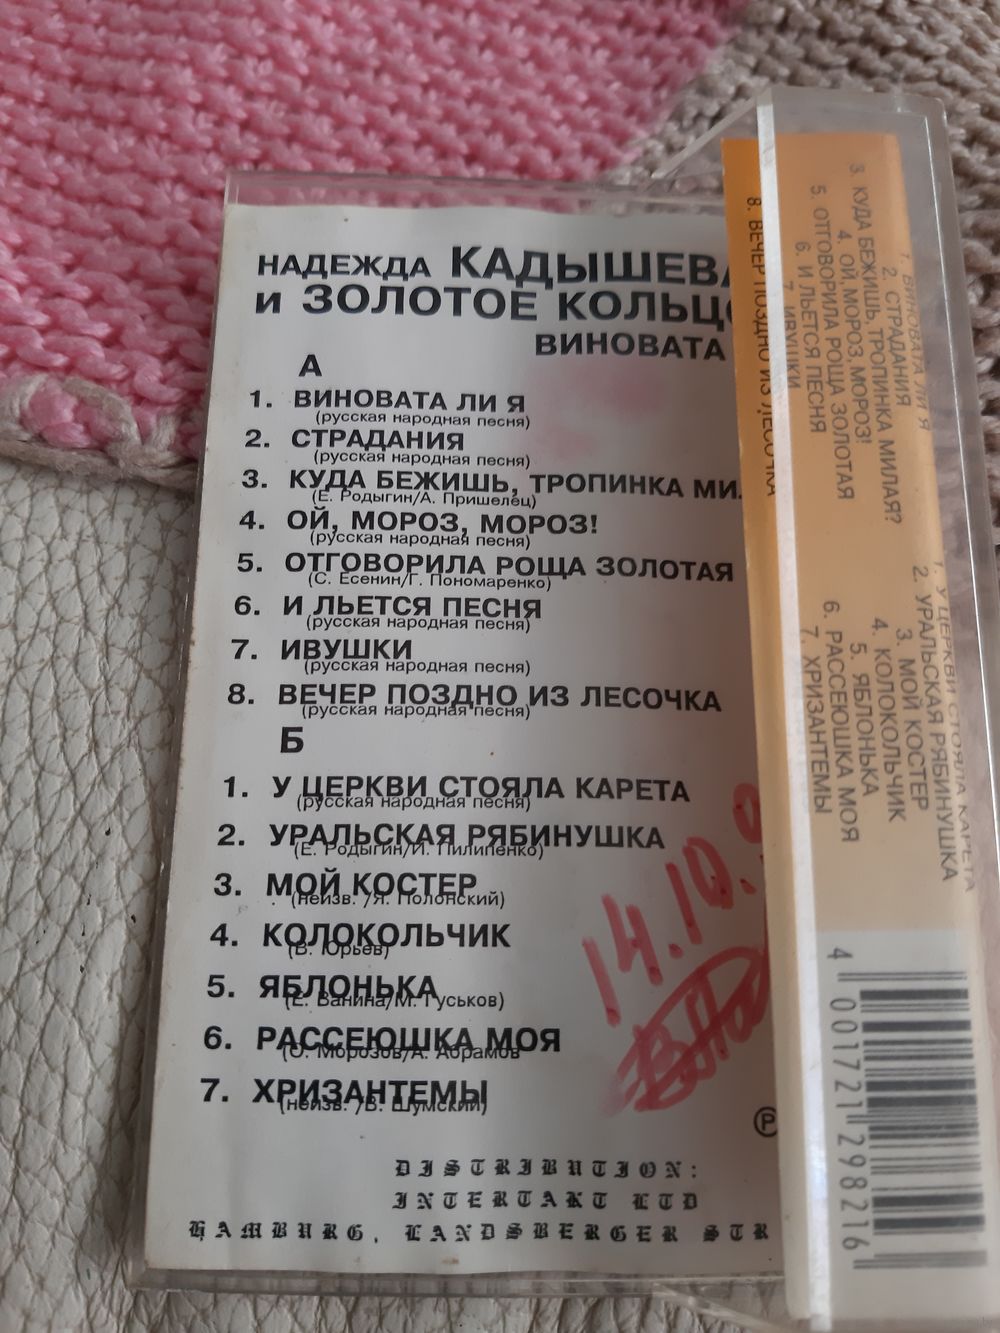 НАДЕЖДА КАДЫШЕВА
и ЗОЛОТОЕ КОЛЬЦО
ВИНОВАТА
А
1. ВИНОВАТА ЛИ Я
(русская народная песня)
2. СТРАДАНИЯ
(русская народная песня)
3. КУДА БЕЖИШЬ, ТРОПИНКА
(Е. Родыгин/А. Пришелец)
4. ОЙ, МОРОЗ, МОРОЗ!
(русская народная песня)
5. ОТГОВОРИЛА РОЩА ЗОЛОТАЯ
(С. Есенин/Г. Пономаренко)
6. И ЛЬЕТСЯ ПЕСНЯ
(русская народная песня)
7. ИВУШКИ
(русская народная песня)
8. ВЕЧЕР ПОЗДНО ИЗ ЛЕСОЧКА
(русская народная песня)
Б
1. У ЦЕРКВИ СТОЯЛА КАРЕТА
(русская народная песня)
2. УРАЛЬСКАЯ РЯБИНУШКА
(Е. Родыгин/И. Пилипенко)
3. МОЙ КОСТЕР
(неизв. /Я. Полонский)
4. КОЛОКОЛЬЧИК
(В. Юрьев)
5. ЯБЛОНЬКА
(Е. Ванина/М. Гуськов)
6. РАССЕЮШКА МОЯ
(О. Морозов/А. Абрамов
7. ХРИЗАНТЕМЫ
(неизв. /В. Шумский)
14.10.
℗
DISTRIBUTION:
INTERTAKT LTD
HAMBURG, LANDSBERGER STR
1. ВИНОВАТА ЛИ Я
2. СТРАДАНИЯ
3. КУДА БЕЖИШЬ, ТРОПИНКА МИЛАЯ?
4. ОЙ, МОРОЗ, МОРОЗ!
5. ОТГОВОРИЛА РОЩА ЗОЛОТАЯ
6. И ЛЬЕТСЯ ПЕСНЯ
7. ИВУШКИ
8. ВЕЧЕР ПОЗДНО ИЗ ЛЕСОЧКА
1. У ЦЕРКВИ СТОЯЛА КАРЕТА
2. УРАЛЬСКАЯ РЯБИНУШКА
3. МОЙ КОСТЕР
4. КОЛОКОЛЬЧИК
5. ЯБЛОНЬКА
6. РАССЕЮШКА МОЯ
7. ХРИЗАНТЕМЫ
4 001721 298216